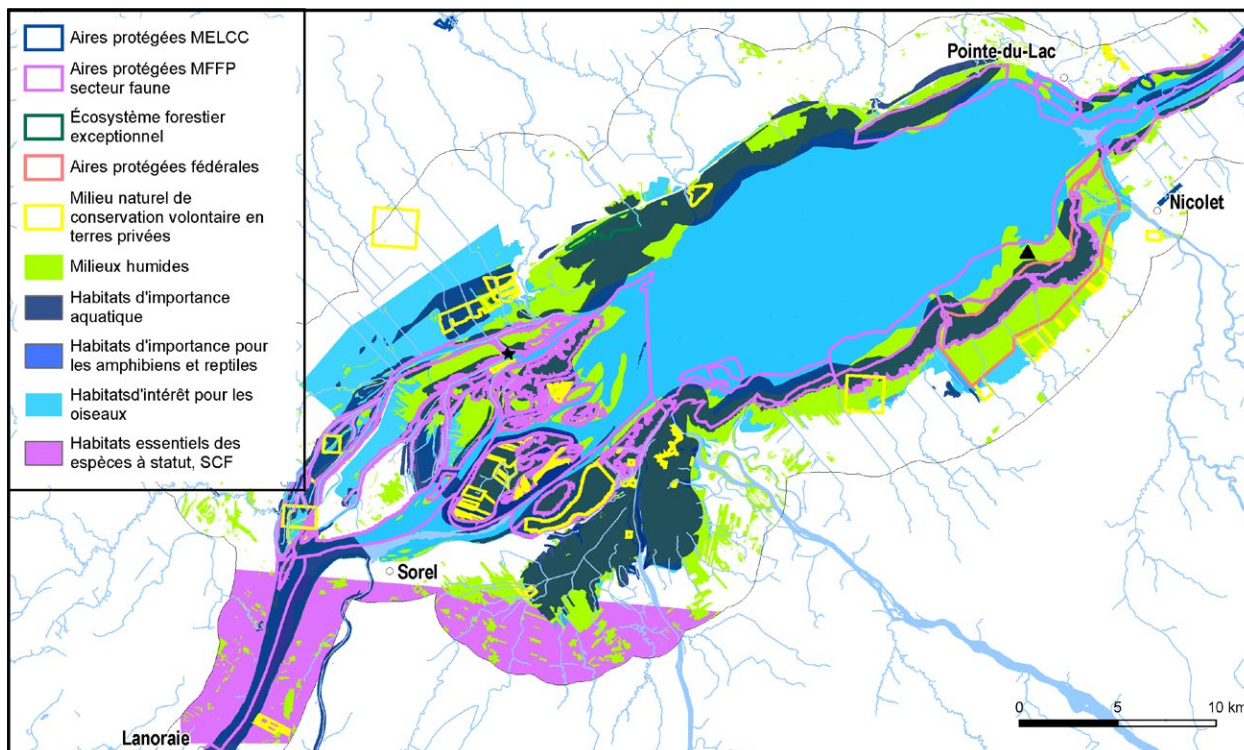 Aires protégées MELCC
Aires protégées MFFP
secteur faune
Écosystème forestier
exceptionnel
Aires protégées fédérales
Milieu naturel de
conservation volontaire en
terres privées
Milieux humides
Habitats d'importance
aquatique
Habitats d'importance pour
les amphibiens et reptiles
Habitatsd'intérêt pour les
oiseaux
Habitats essentiels des
espèces à statut, SCF
Pointe-du-Lac
Nicolet
Sorel
Lanoraie
0 5 10 km